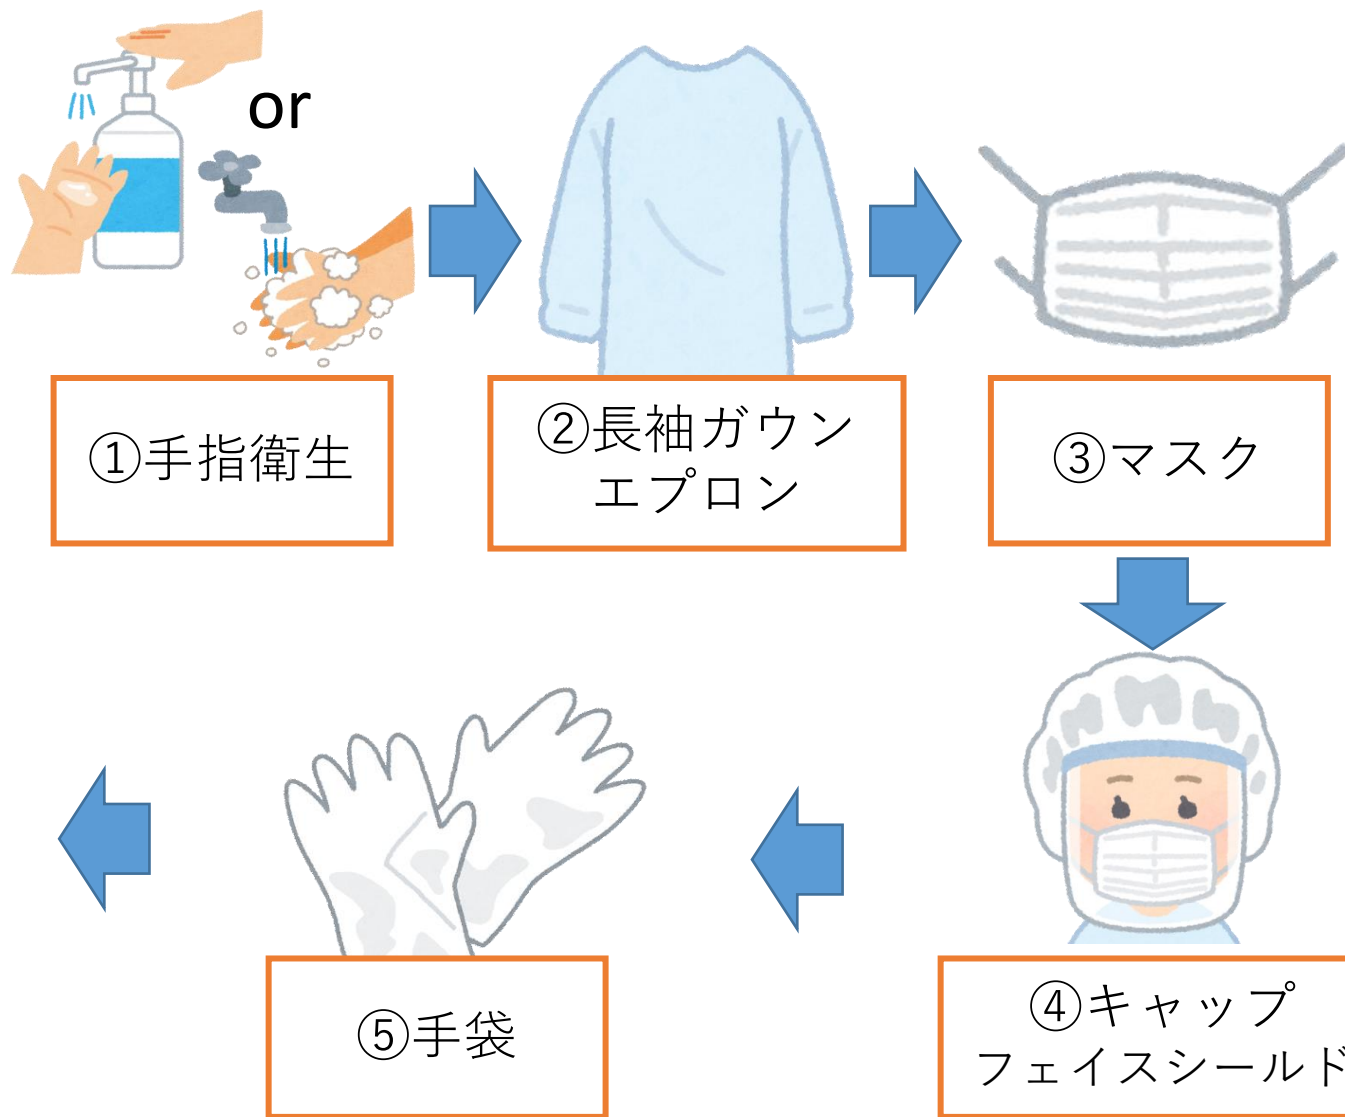 or
①手指衛生
②長袖ガウン
エプロン
③マスク
④キャップ
フェイスシールド
⑤手袋